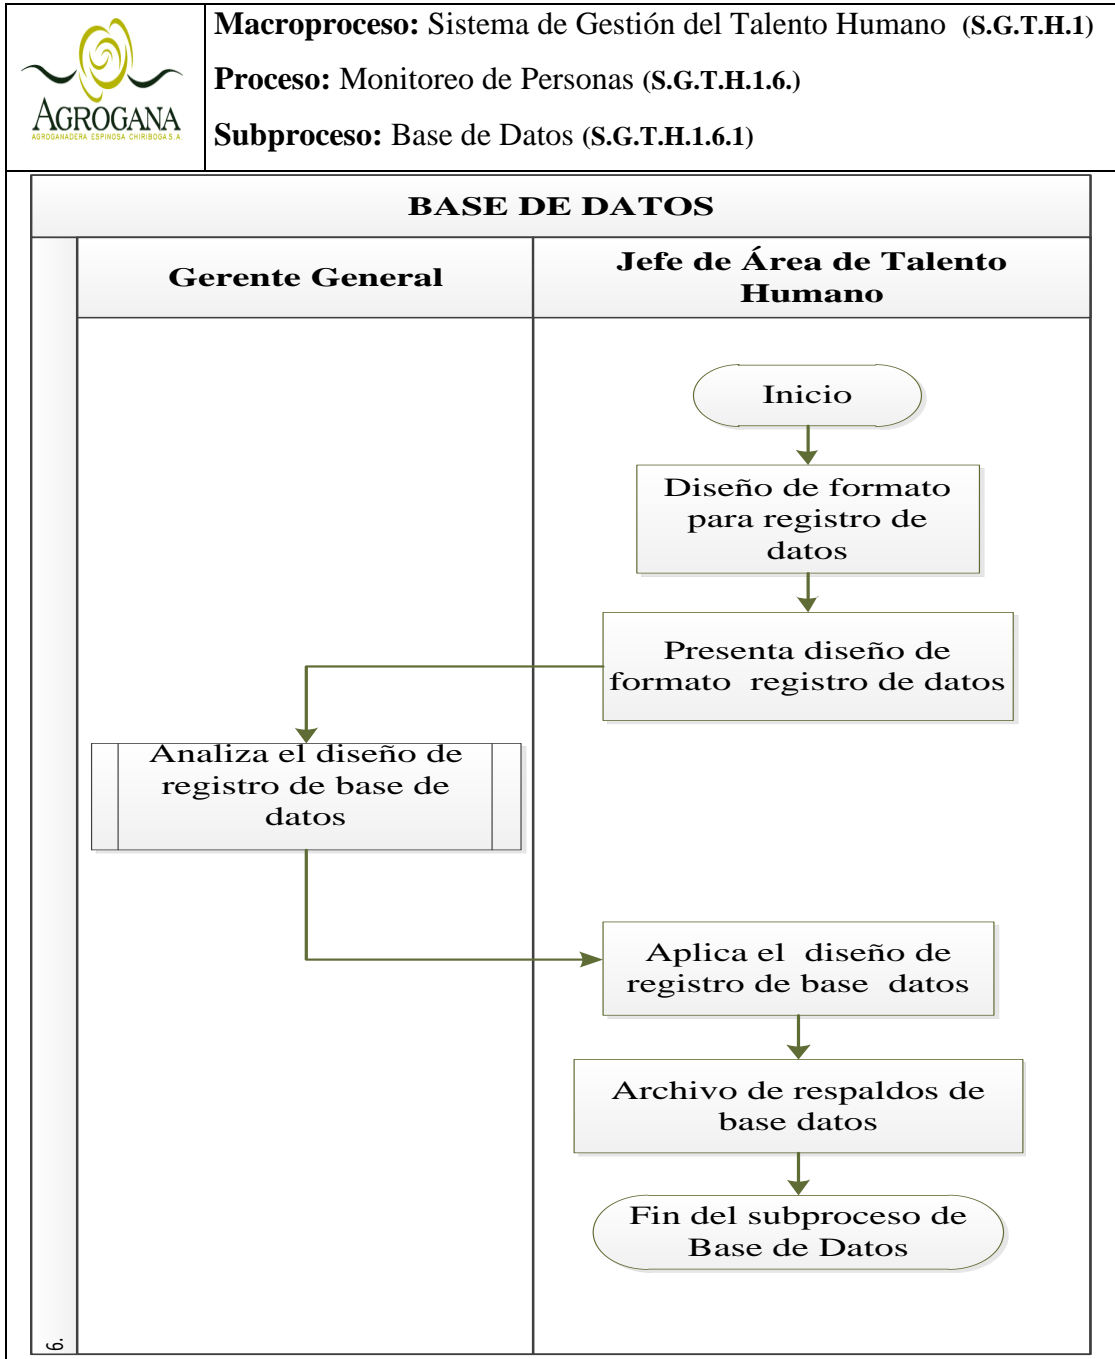 AGROGANA
AGROGANADERA ESPINOSA CHIRIBOGA S.A.
Macroproceso: Sistema de Gestión del Talento Humano (S.G.T.H.1)
Proceso: Monitoreo de Personas (S.G.T.H.1.6.)
Subproceso: Base de Datos (S.G.T.H.1.6.1)
BASE DE DATOS
Gerente General
Jefe de Área de Talento
Humano
Inicio
Diseño de formato
para registro de
datos
Presenta diseño de
formato registro de datos
Analiza el diseño de
registro de base de
datos
Aplica el diseño de
registro de base datos
Archivo de respaldos de
base datos
Fin del subproceso de
Base de Datos
6.